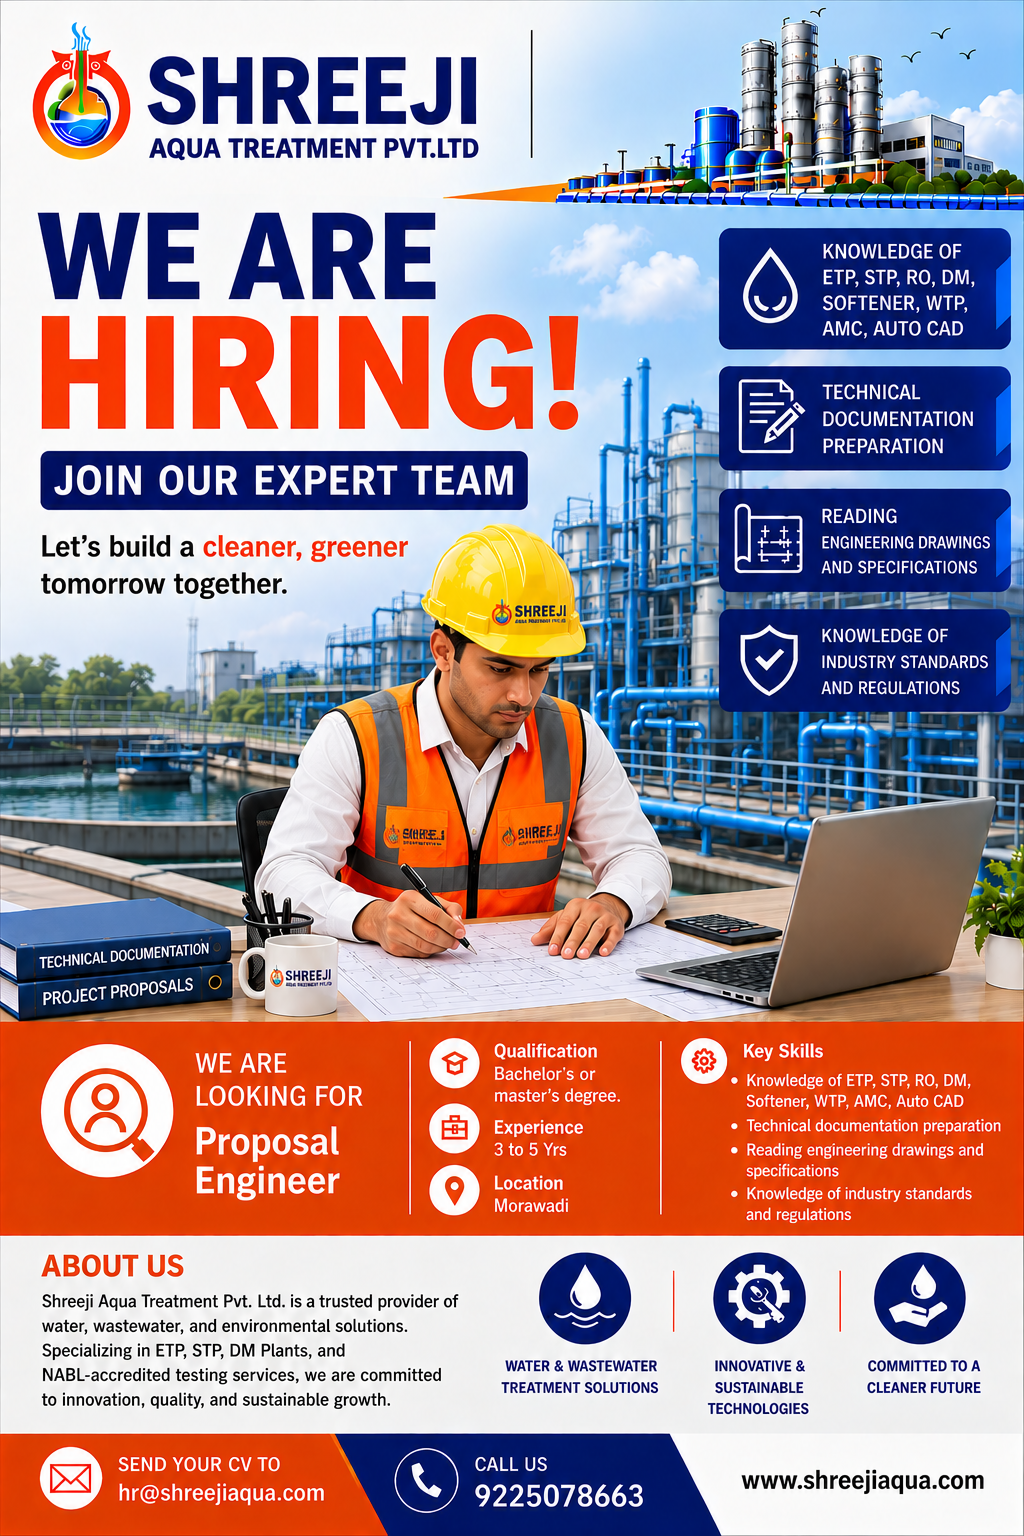 SHREEJI
AQUA TREATMENT PVT.LTD
WE ARE
HIRING!
JOIN OUR EXPERT TEAM
Let's build a cleaner, greener
tomorrow together.
KNOWLEDGE OF
ETP, STP, RO, DM,
SOFTENER, WTP,
AMC, AUTO CAD
TECHNICAL
DOCUMENTATION
PREPARATION
READING
ENGINEERING DRAWINGS
AND SPECIFICATIONS
KNOWLEDGE OF
INDUSTRY STANDARDS
AND REGULATIONS
SHREEJI
SHREEJI
TECHNICAL DOCUMENTATION
PROJECT PROPOSALS
SHREEJI
WE ARE
LOOKING FOR
Proposal
Engineer
Qualification
Bachelor's or
master's degree.
Experience
3 to 5 Yrs
Location
Morawadi
Key Skills
• Knowledge of ETP, STP, RO, DM,
Softener, WTP, AMC, Auto CAD
• Technical documentation preparation
• Reading engineering drawings and
specifications
• Knowledge of industry standards
and regulations
ABOUT US
Shreeji Aqua Treatment Pvt. Ltd. is a trusted provider of
water, wastewater, and environmental solutions.
Specializing in ETP, STP, DM Plants, and
NABL-accredited testing services, we are committed
to innovation, quality, and sustainable growth.
WATER & WASTEWATER
TREATMENT SOLUTIONS
INNOVATIVE &
SUSTAINABLE
TECHNOLOGIES
COMMITTED TO A
CLEANER FUTURE
SEND YOUR CV TO
hr@shreejiaqua.com
CALL US
9225078663
www.shreejiaqua.com